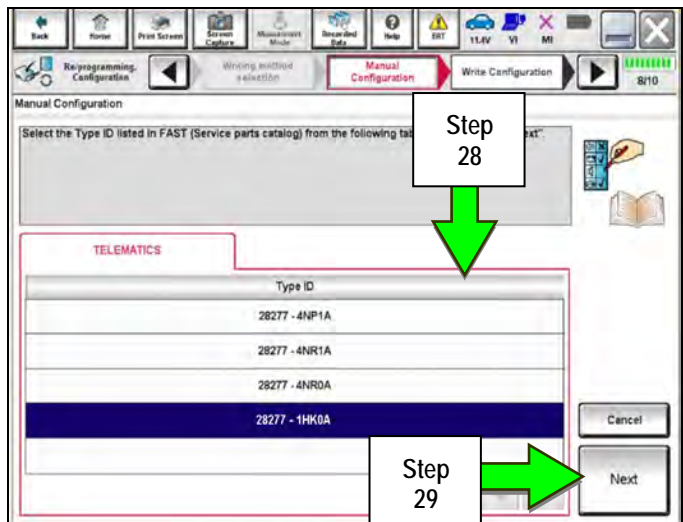 Back
Home
Print Screen
Screen Capture
Measurement Mode
Recorded Data
Help
ERT
11.4V
VI
MI
Re/programming, Configuration
Writing method selection
Manual Configuration
Write Configuration
8/10
Manual Configuration
Select the Type ID listed in FAST (Service parts catalog) from the following tab ext".
Step 28
TELEMATICS
Type ID
28277 - 4NP1A
28277 - 4NR1A
28277 - 4NR0A
28277 - 1HK0A
Cancel
Step 29
Next